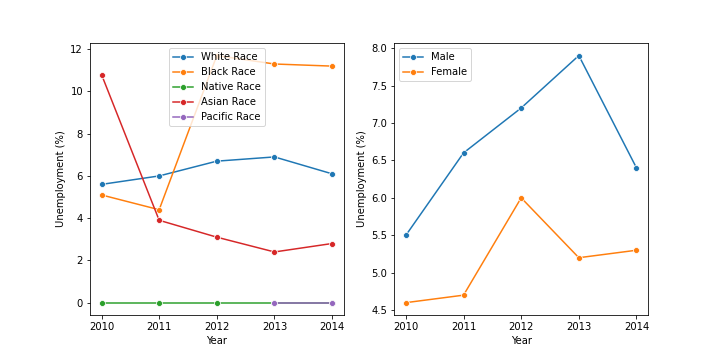 12
10
8
6
4
2
0
Unemployment (%)
White Race
Black Race
Native Race
Asian Race
Pacific Race
2010 2011 2012 2013 2014
Year
8.0
7.5
7.0
6.5
6.0
5.5
5.0
4.5
Unemployment (%)
Male
Female
2010 2011 2012 2013 2014
Year